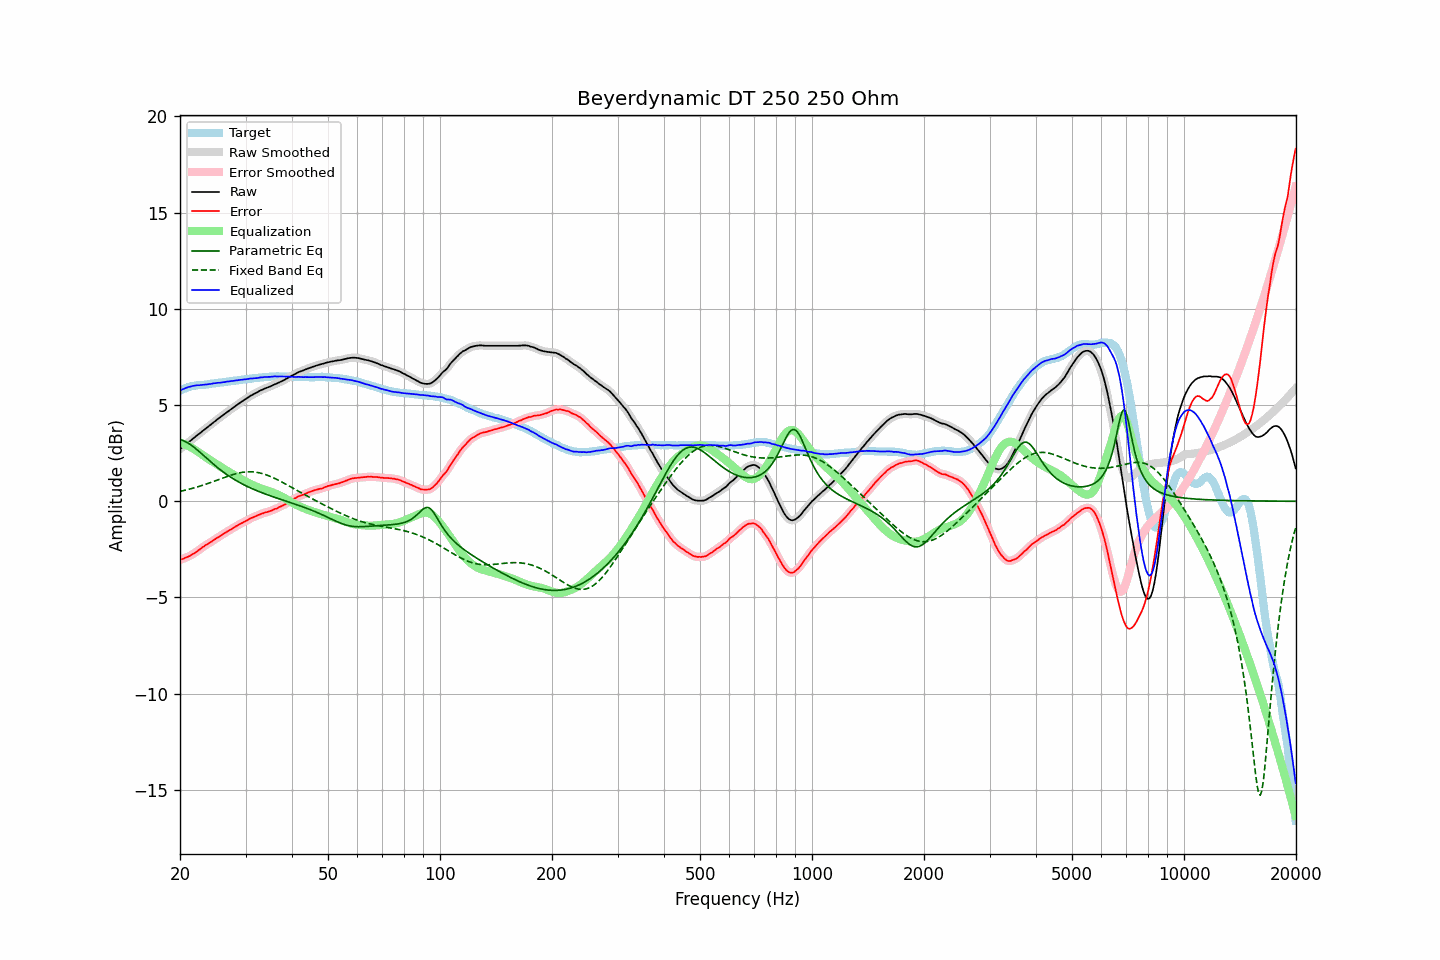 Beyerdynamic DT 250 250 Ohm
Target
Raw Smoothed
Error Smoothed
Raw
Error
Equalization
Parametric Eq
Fixed Band Eq
Equalized
Amplitude (dBr)
20
15
10
5
0
−5
−10
−15
20 50 100 200 500 1000 2000 5000 10000 20000
Frequency (Hz)